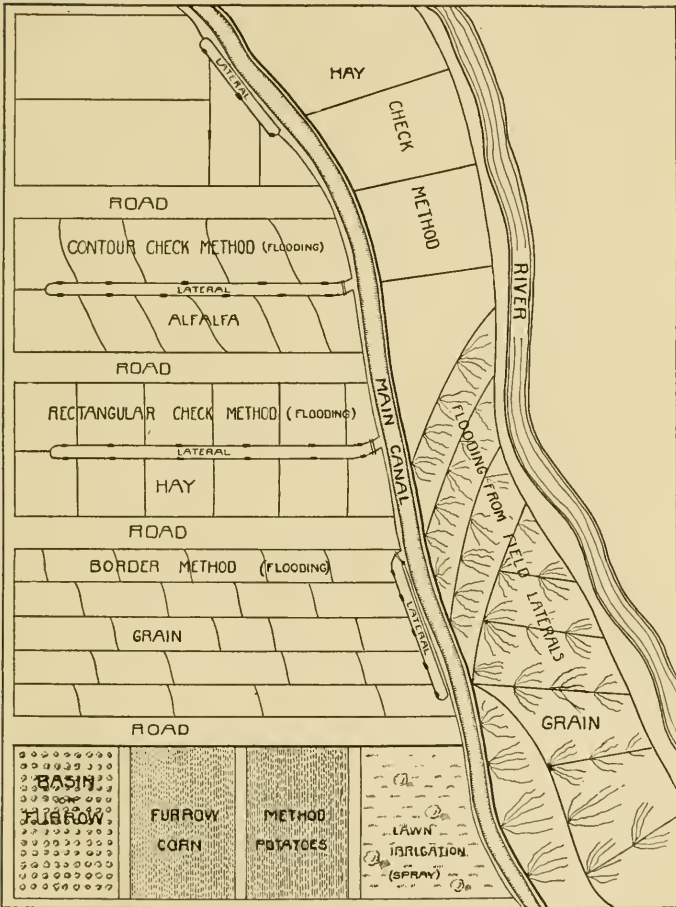 LATERAL
HAY
CHECK
METHOD
ROAD
CONTOUR CHECK METHOD (FLOODING)
LATERAL
ALFALFA
ROAD
RIVER
MAIN CANAL
RECTANGULAR CHECK METHOD (FLOODING)
LATERAL
HAY
ROAD
FLOODING FROM FIELD LATERALS
BORDER METHOD (FLOODING)
LATERAL
GRAIN
GRAIN
ROAD
BASIN
OR
FURROW
FURROW
CORN
METHOD
POTATOES
LAWN
IRRIGATION
(SPRAY)